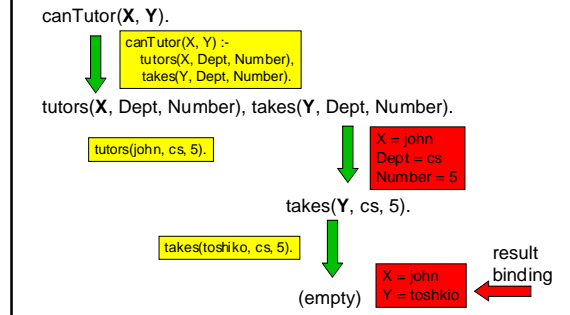 canTutor(X, Y).
canTutor(X, Y) :-
tutors(X, Dept, Number),
takes(Y, Dept, Number).
tutors(X, Dept, Number), takes(Y, Dept, Number).
tutors(john, cs, 5).
X = john
Dept = cs
Number = 5
takes(Y, cs, 5).
takes(toshiko, cs, 5).
(empty)
X = john
Y = toshkio
result
binding